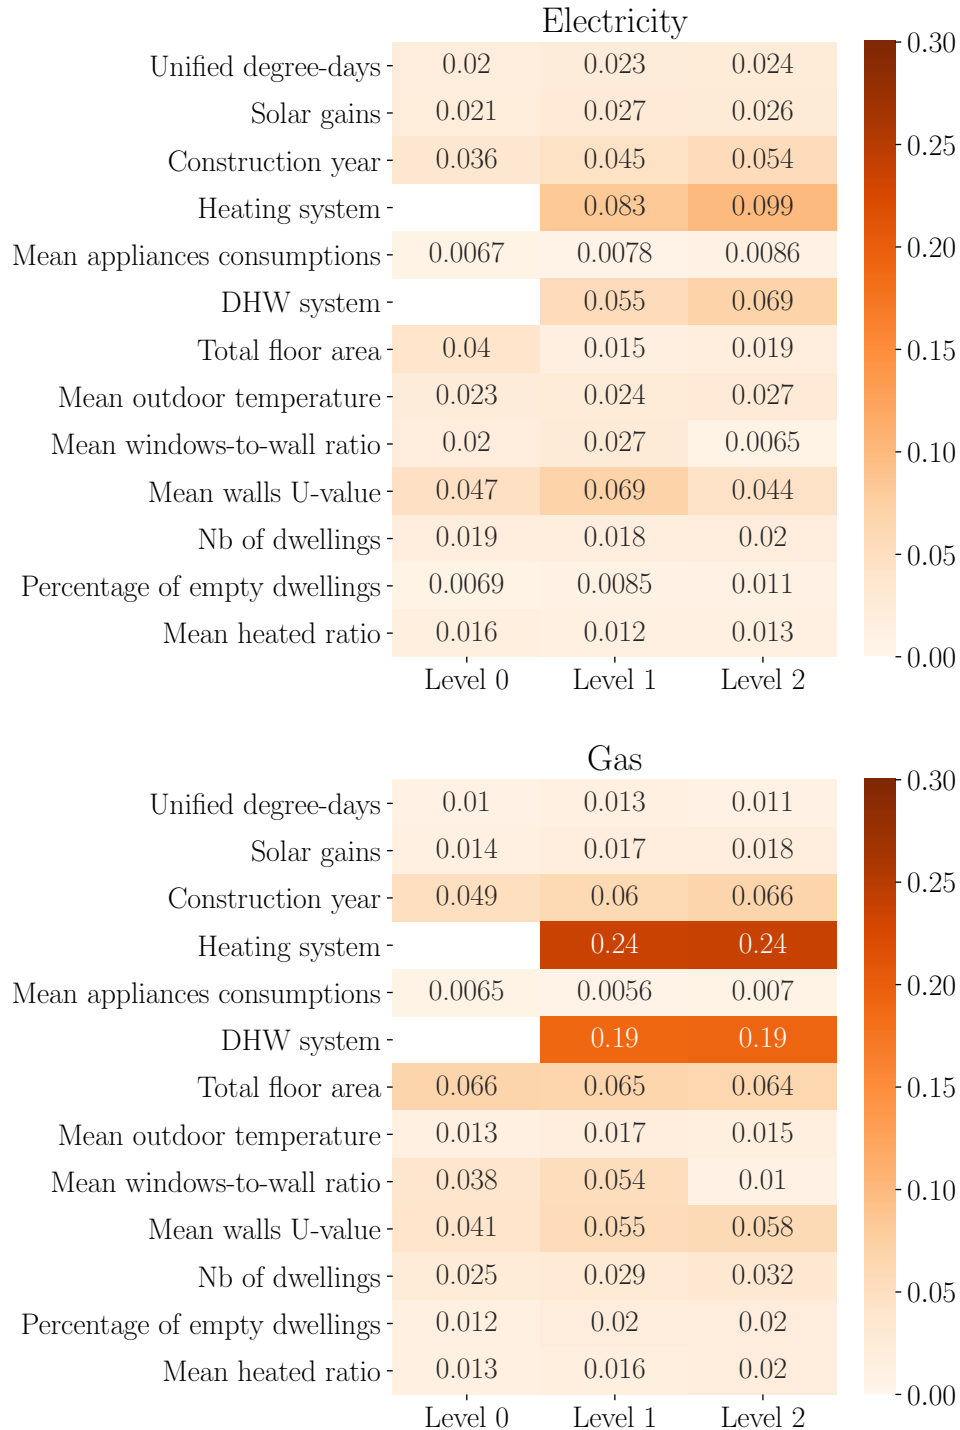 Electricity
Unified degree-days 0.02 0.023 0.024
Solar gains 0.021 0.027 0.026
Construction year 0.036 0.045 0.054
Heating system 0.083 0.099
Mean appliances consumptions 0.0067 0.0078 0.0086
DHW system 0.055 0.069
Total floor area 0.04 0.015 0.019
Mean outdoor temperature 0.023 0.024 0.027
Mean windows-to-wall ratio 0.02 0.027 0.0065
Mean walls U-value 0.047 0.069 0.044
Nb of dwellings 0.019 0.018 0.02
Percentage of empty dwellings 0.0069 0.0085 0.011
Mean heated ratio 0.016 0.012 0.013
Level 0 Level 1 Level 2
0.30
0.25
0.20
0.15
0.10
0.05
0.00
Gas
Unified degree-days 0.01 0.013 0.011
Solar gains 0.014 0.017 0.018
Construction year 0.049 0.06 0.066
Heating system 0.24 0.24
Mean appliances consumptions 0.0065 0.0056 0.007
DHW system 0.19 0.19
Total floor area 0.066 0.065 0.064
Mean outdoor temperature 0.013 0.017 0.015
Mean windows-to-wall ratio 0.038 0.054 0.01
Mean walls U-value 0.041 0.055 0.058
Nb of dwellings 0.025 0.029 0.032
Percentage of empty dwellings 0.012 0.02 0.02
Mean heated ratio 0.013 0.016 0.02
Level 0 Level 1 Level 2
0.30
0.25
0.20
0.15
0.10
0.05
0.00